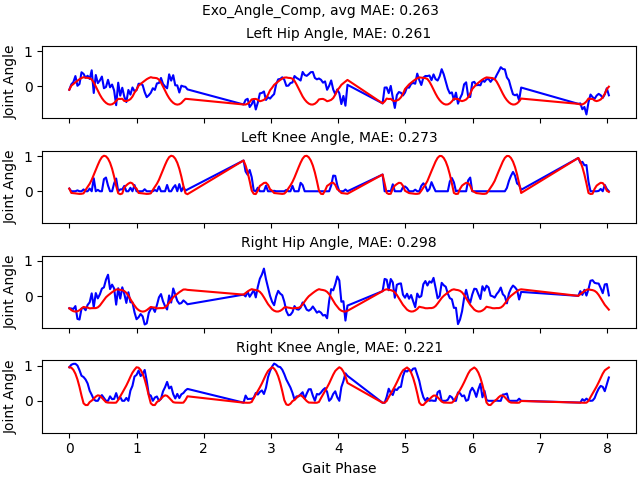 Exo_Angle_Comp, avg MAE: 0.263
Left Hip Angle, MAE: 0.261
Joint Angle
1
0
Left Knee Angle, MAE: 0.273
Joint Angle
1
0
Right Hip Angle, MAE: 0.298
Joint Angle
1
0
Right Knee Angle, MAE: 0.221
Joint Angle
1
0
0 1 2 3 4 5 6 7 8
Gait Phase